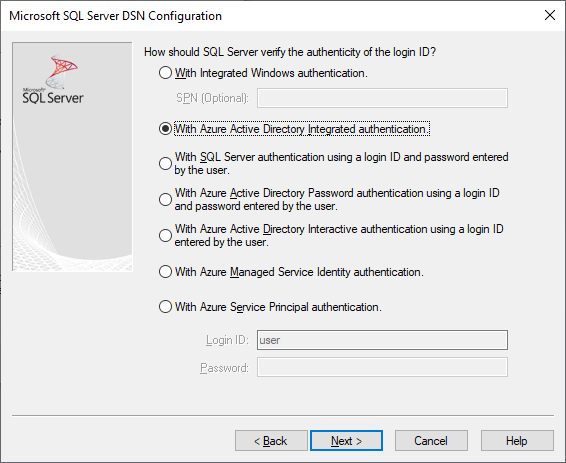 Microsoft SQL Server DSN Configuration
Microsoft
SQL Server
How should SQL Server verify the authenticity of the login ID?
With Integrated Windows authentication.
SPN (Optional):
With Azure Active Directory Integrated authentication.
With SQL Server authentication using a login ID and password entered
by the user.
With Azure Active Directory Password authentication using a login ID
and password entered by the user.
With Azure Active Directory Interactive authentication using a login ID
entered by the user.
With Azure Managed Service Identity authentication.
With Azure Service Principal authentication.
Login ID: user
Password:
< Back Next > Cancel Help